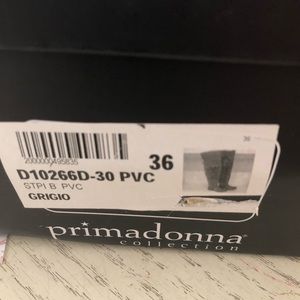 36
36
2000000495835
D10266D-30 PVC
STPI B PVC
GRIGIO
primadonna
collection